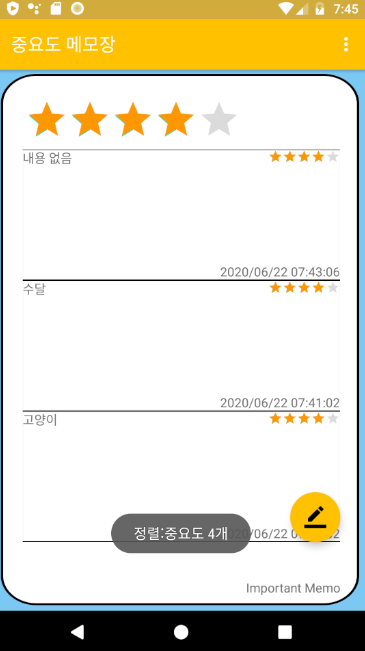 7:45
중요도 메모장
내용 없음
2020/06/22 07:43:06
수달
2020/06/22 07:41:02
고양이
정렬:중요도 4개
Important Memo